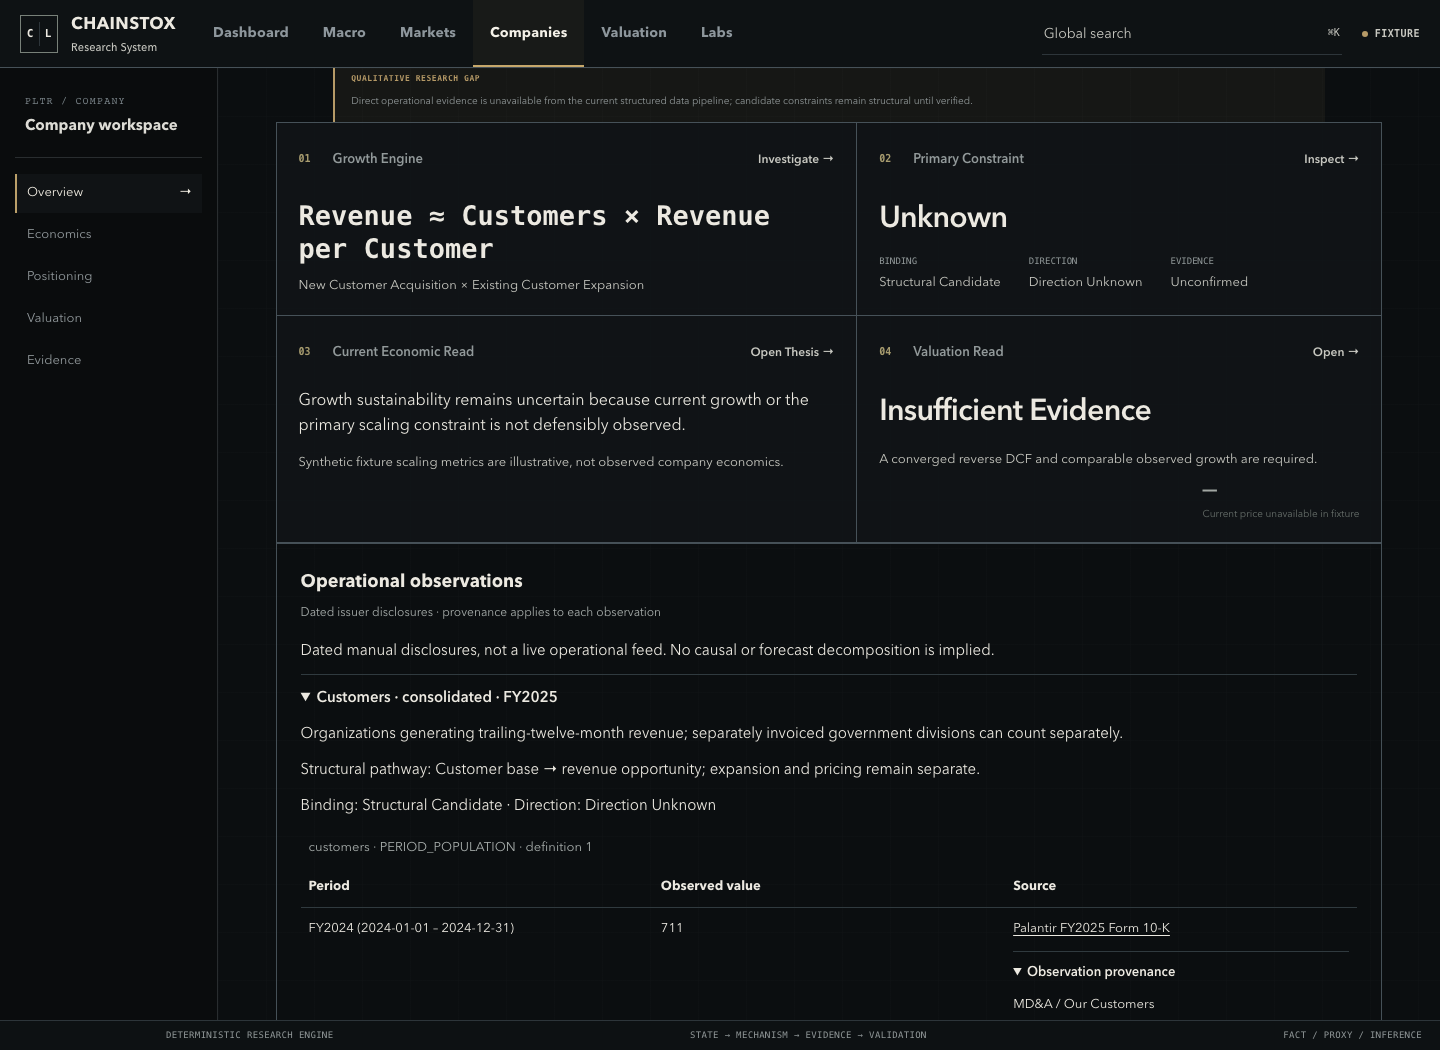 C L
CHAINSTOX
Research System
Dashboard
Macro
Markets
Companies
Valuation
Labs
Global search
⌘K
FIXTURE
PLTR / COMPANY
Company workspace
Overview →
Economics
Positioning
Valuation
Evidence
QUALITATIVE RESEARCH GAP
Direct operational evidence is unavailable from the current structured data pipeline; candidate constraints remain structural until verified.
01 Growth Engine Investigate →
Revenue ≈ Customers × Revenue
per Customer
New Customer Acquisition × Existing Customer Expansion
02 Primary Constraint Inspect →
Unknown
BINDING DIRECTION EVIDENCE
Structural Candidate Direction Unknown Unconfirmed
03 Current Economic Read Open Thesis →
Growth sustainability remains uncertain because current growth or the
primary scaling constraint is not defensibly observed.
Synthetic fixture scaling metrics are illustrative, not observed company economics.
04 Valuation Read Open →
Insufficient Evidence
A converged reverse DCF and comparable observed growth are required.
—
Current price unavailable in fixture
Operational observations
Dated issuer disclosures · provenance applies to each observation
Dated manual disclosures, not a live operational feed. No causal or forecast decomposition is implied.
▼ Customers · consolidated · FY2025
Organizations generating trailing-twelve-month revenue; separately invoiced government divisions can count separately.
Structural pathway: Customer base → revenue opportunity; expansion and pricing remain separate.
Binding: Structural Candidate · Direction: Direction Unknown
customers · PERIOD_POPULATION · definition 1
Period Observed value Source
FY2024 (2024-01-01 – 2024-12-31) 711 Palantir FY2025 Form 10-K
▼ Observation provenance
MD&A / Our Customers
DETERMINISTIC RESEARCH ENGINE
STATE → MECHANISM → EVIDENCE → VALIDATION
FACT / PROXY / INFERENCE